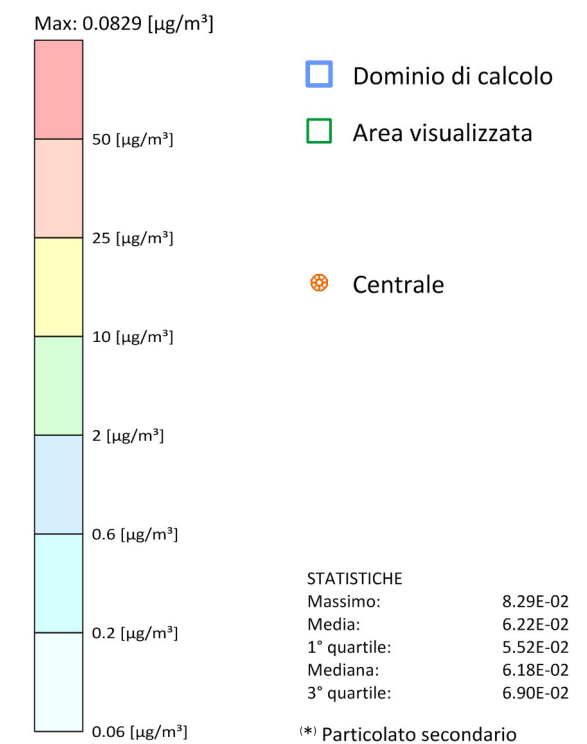 Max: 0.0829 [µg/m³]
50 [µg/m³]
25 [µg/m³]
10 [µg/m³]
2 [µg/m³]
0.6 [µg/m³]
0.2 [µg/m³]
0.06 [µg/m³]
Dominio di calcolo
Area visualizzata
Centrale
STATISTICHE
Massimo: 8.29E-02
Media: 6.22E-02
1° quartile: 5.52E-02
Mediana: 6.18E-02
3° quartile: 6.90E-02
(*) Particolato secondario